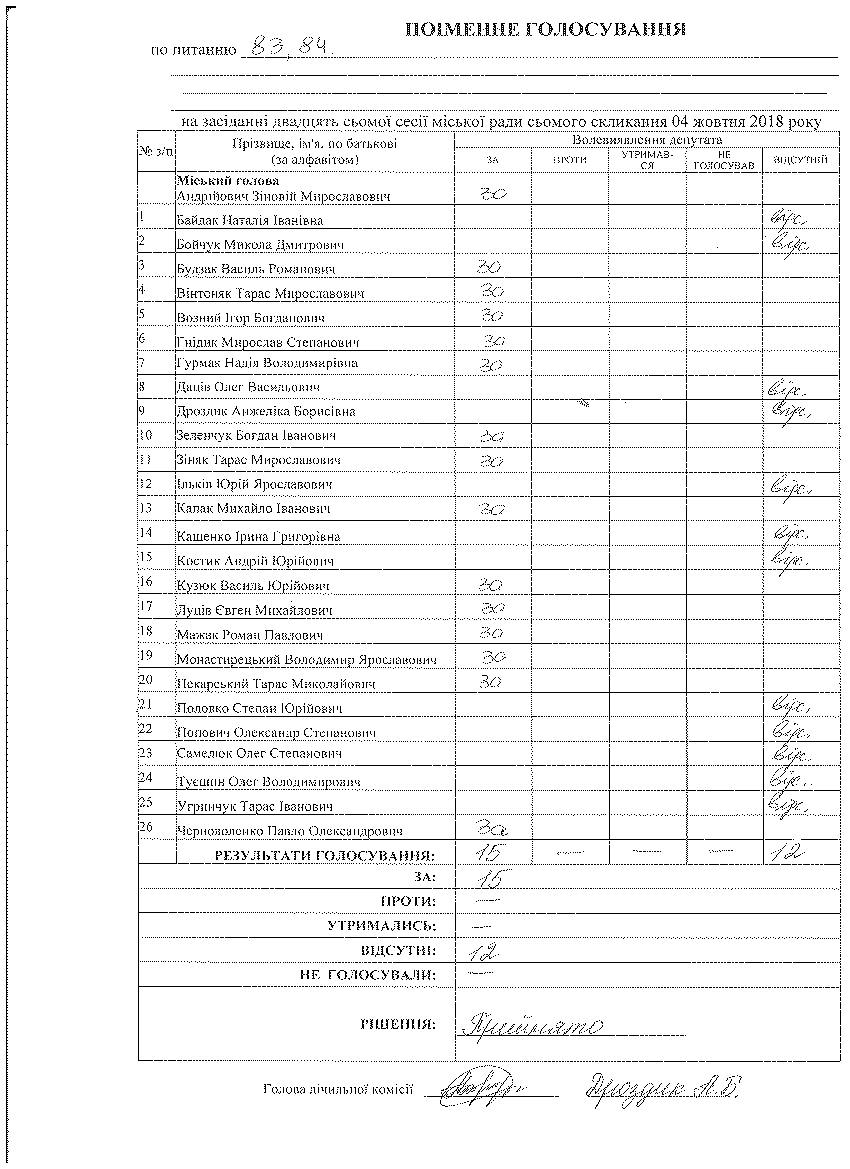 ПОІМЕННЕ ГОЛОСУВАННЯ
по питанню 83, 84.
на засіданні двадцять сьомої сесії міської ради сьомого скликання 04 жовтня 2018 року
№ з/п Прізвище, ім'я, по батькові (за алфавітом) Волевиявлення депутата
ЗА ПРОТИ УТРИМАВ-СЯ НЕ ГОЛОСУВАВ ВІДСУТНІЙ
Міський голова
Андрійович Зіновій Мирославович за
1 Байдак Наталія Іванівна відс.
2 Бойчук Микола Дмитрович відс.
3 Будзак Василь Романович за
4 Вінтоняк Тарас Мирославович за
5 Возний Ігор Богданович за
6 Гнідик Мирослав Степанович за
7 Гурмак Надія Володимирівна за
8 Даців Олег Васильович відс.
9 Дроздик Анжеліка Борисівна відс.
10 Зеленчук Богдан Іванович за
11 Зіняк Тарас Мирославович за
12 Ільків Юрій Ярославович відс.
13 Капак Михайло Іванович за
14 Кащенко Ірина Григорівна відс.
15 Костик Андрій Юрійович відс.
16 Кузюк Василь Юрійович за
17 Луців Євген Михайлович за
18 Мажак Роман Павлович за
19 Монастирецький Володимир Ярославович за
20 Пекарський Тарас Миколайович за
21 Половко Степан Юрійович відс.
22 Попович Олександр Степанович відс.
23 Самелюк Олег Степанович відс.
24 Туєшин Олег Володимирович відс.
25 Угринчук Тарас Іванович відс.
26 Чорноволенко Павло Олександрович за
РЕЗУЛЬТАТИ ГОЛОСУВАННЯ: 15 — — — 12
ЗА: 15
ПРОТИ: —
УТРИМАЛИСЬ: —
ВІДСУТНІ: 12
НЕ ГОЛОСУВАЛИ: —
РІШЕННЯ: Прийнято
Голова лічильної комісії Дроздик А.Б.